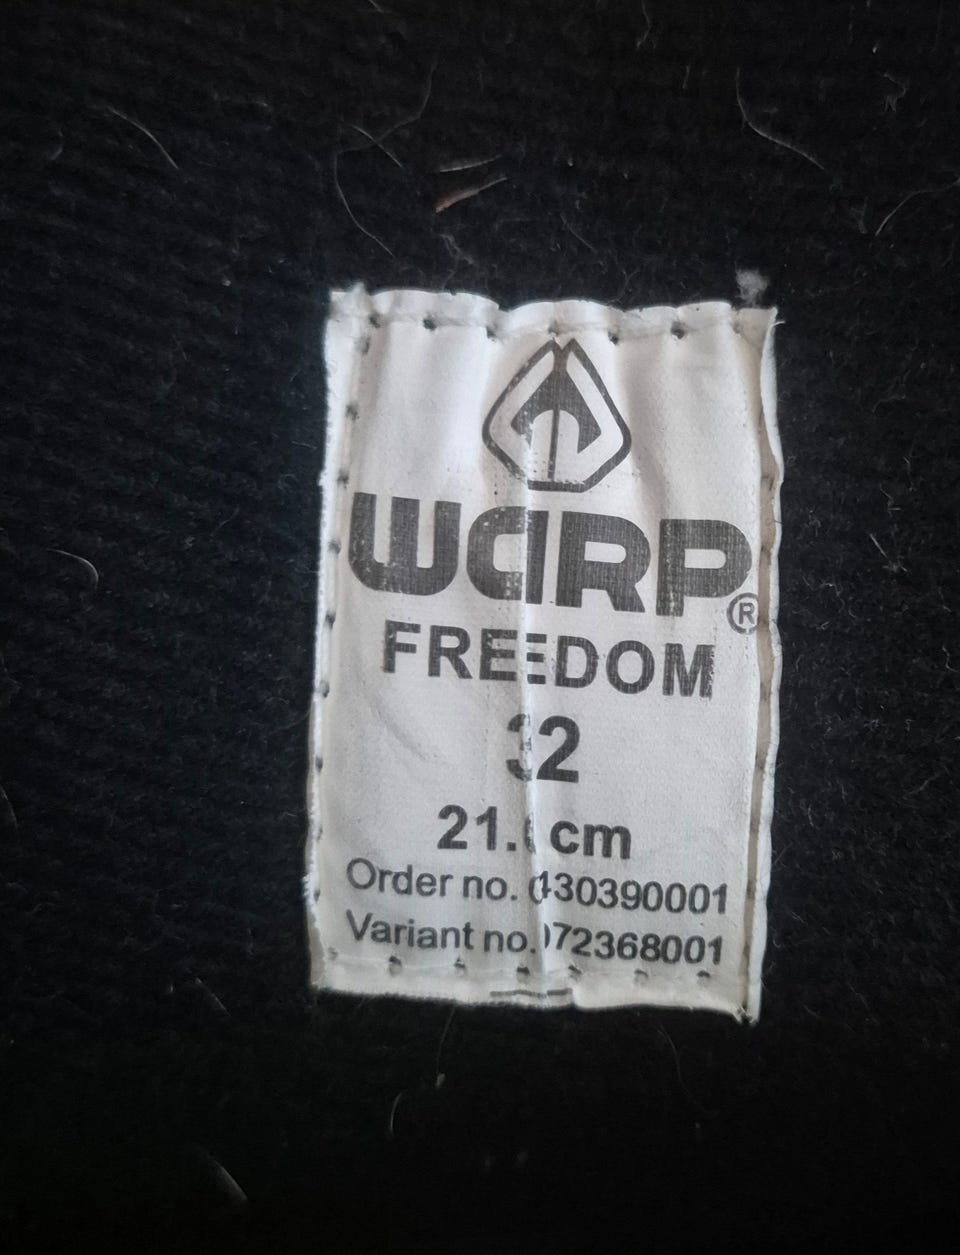 WARP®
FREEDOM
32
cm
Order no.
Variant no.